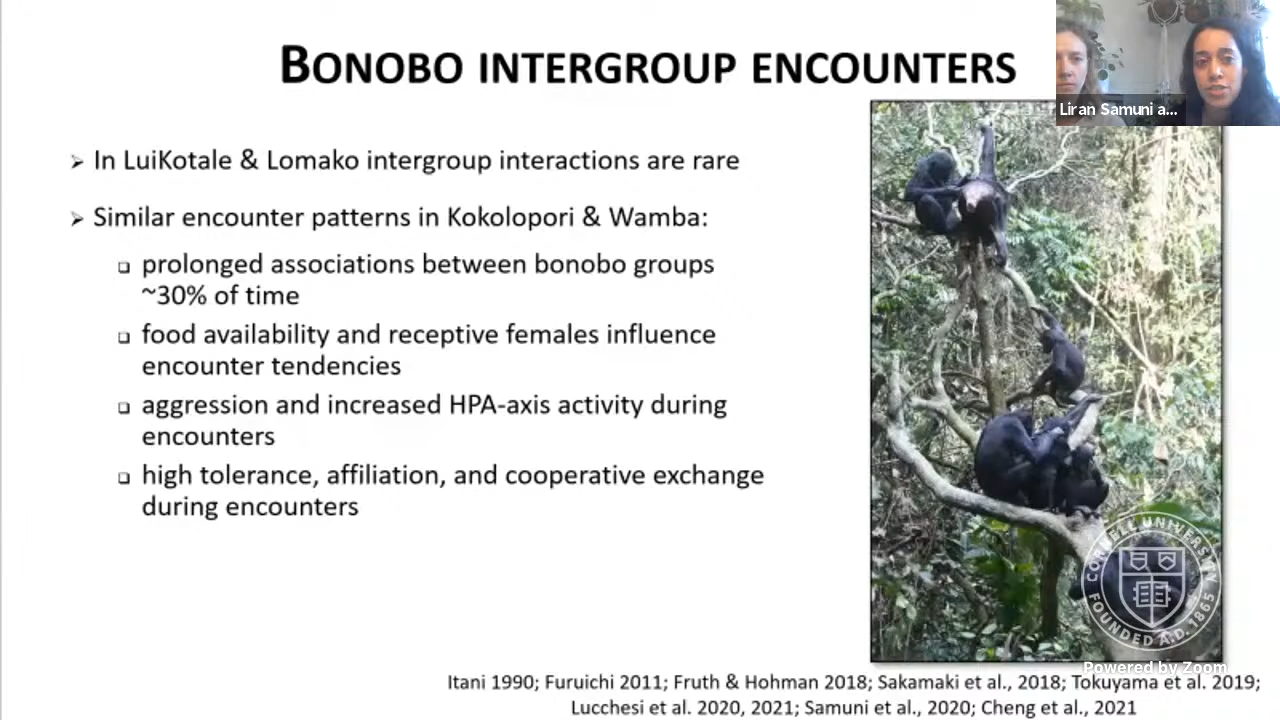 BONOBO INTERGROUP ENCOUNTERS
Liran Samuni a...
➢ In LuiKotale & Lomako intergroup interactions are rare
➢ Similar encounter patterns in Kokolopori & Wamba:
❑ prolonged associations between bonobo groups
~30% of time
❑ food availability and receptive females influence
encounter tendencies
❑ aggression and increased HPA-axis activity during
encounters
❑ high tolerance, affiliation, and cooperative exchange
during encounters
CORNELL UNIVERSITY
FOUNDED A.D. 1865
Powered by Zoom
Itani 1990; Furuichi 2011; Fruth & Hohman 2018; Sakamaki et al., 2018; Tokuyama et al. 2019;
Lucchesi et al. 2020, 2021; Samuni et al., 2020; Cheng et al., 2021